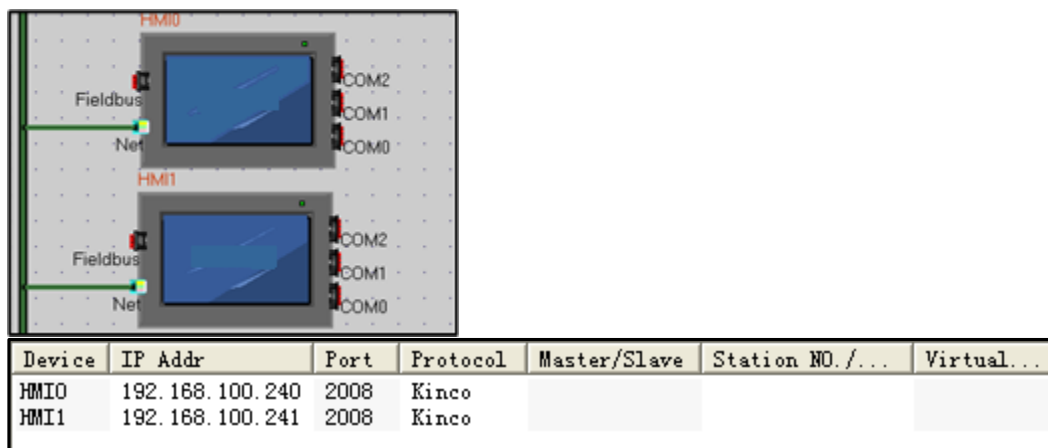 HMI0
COM2
Fieldbus
COM1
Net
COM0
HMI1
COM2
Fieldbus
COM1
Net
COM0
Device IP Addr Port Protocol Master/Slave Station NO./... Virtual...
HMI0 192.168.100.240 2008 Kinco
HMI1 192.168.100.241 2008 Kinco